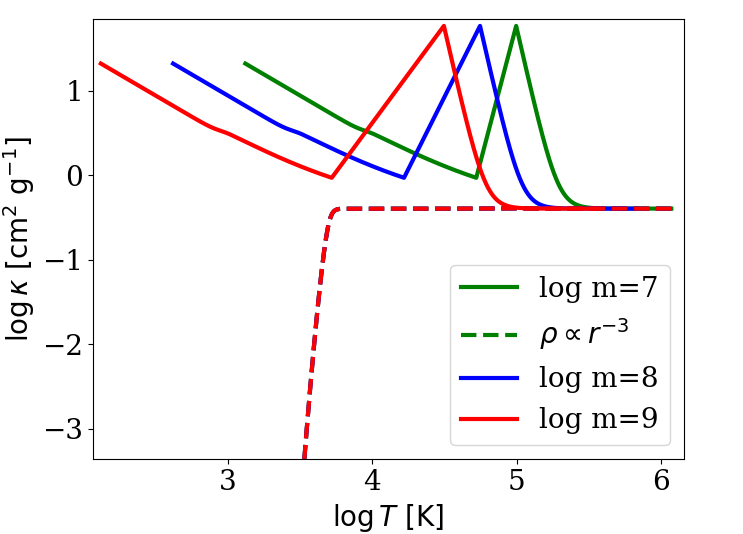 log κ [cm² g⁻¹]
1
0
−1
−2
−3
log m=7
ρ ∝ r⁻³
log m=8
log m=9
3 4 5 6
log T [K]